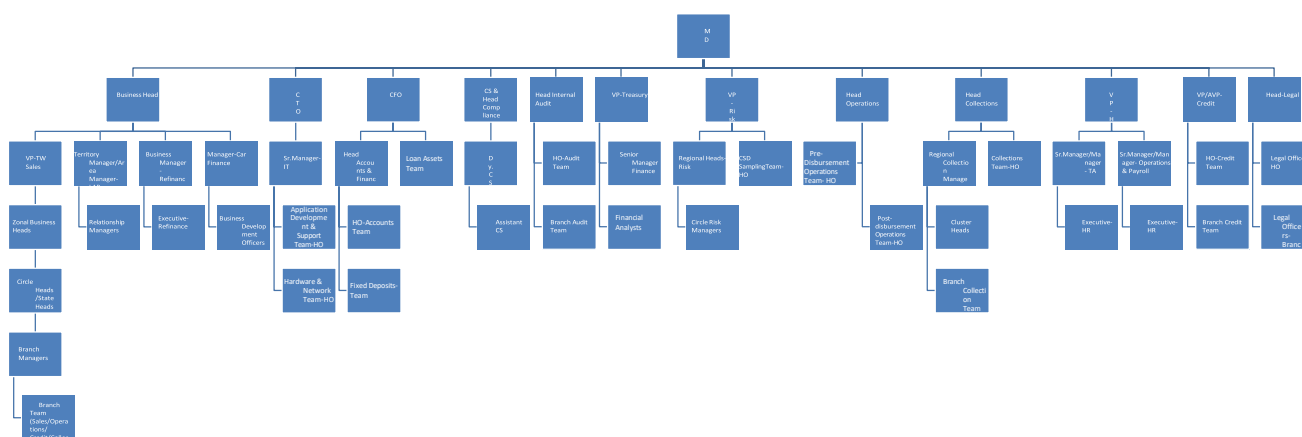 M
D
Business Head
C
T
O
CFO
CS &
Head
Comp
liance
Head Internal
Audit
VP-Treasury
VP
-
Ri
sk
Head
Operations
Head
Collections
V
P
-
H
VP/AVP-
Credit
Head-Legal
VP-TW
Sales
Territory
Manager/Ar
ea
Manager-
Business
Manager
-
Refinanc
Manager-Car
Finance
Sr.Manager-
IT
Head
Accou
nts &
Financ
Loan Assets
Team
D
y.
C
S
HO-Audit
Team
Senior
Manager
Finance
Regional Heads-
Risk
CSD
SamplingTeam-
HO
Pre-
Disbursement
Operations
Team- HO
Regional
Collectio
n
Manage
Collections
Team-HO
Sr.Manager/Ma
nager
- TA
Sr.Manager/Man
ager- Operations
& Payroll
HO-Credit
Team
Legal Office
HO
Zonal Business
Heads
Relationship
Managers
Executive-
Refinance
Business
Develop
ment
Officers
Application
Developme
nt &
Support
Team-HO
HO-Accounts
Team
Assistant
CS
Branch Audit
Team
Financial
Analysts
Circle Risk
Managers
Post-
disbursement
Operations
Team-HO
Cluster
Heads
Executive-
HR
Executive-
HR
Branch Credit
Team
Legal
Office
rs-
Branc
Circle
Heads
/State
Heads
Hardware &
Network
Team-HO
Fixed Deposits-
Team
Branch
Collecti
on
Team
Branch
Managers
Branch
Team
(Sales/Opera
tions/